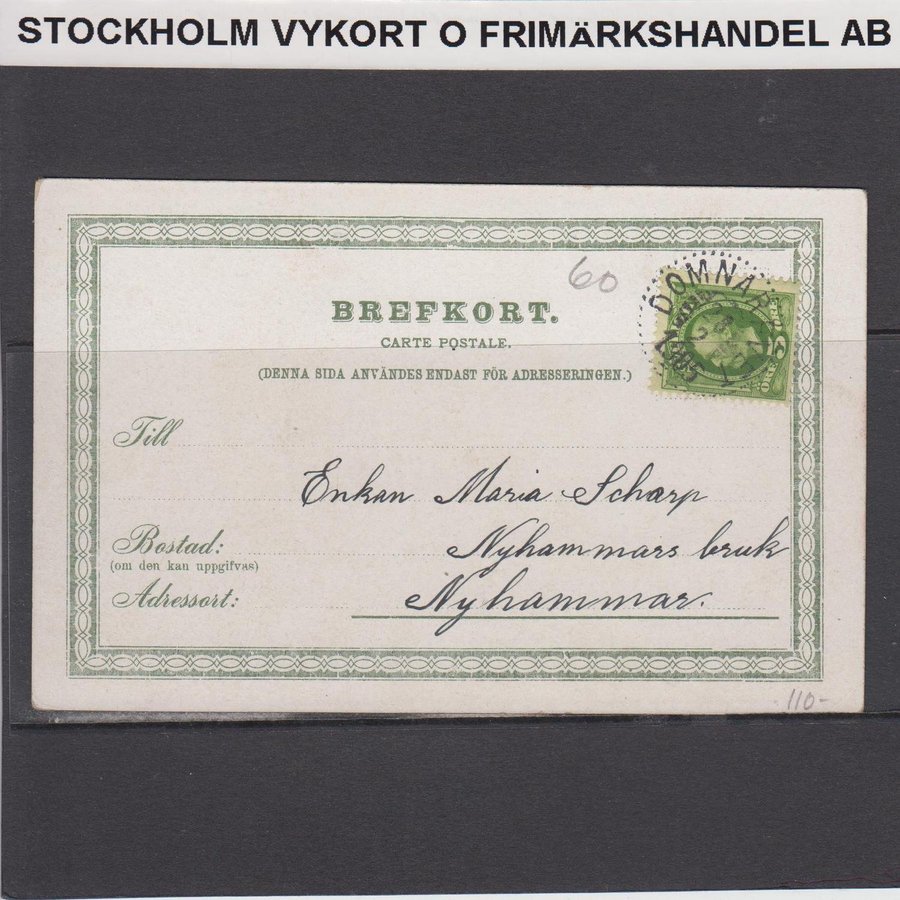 STOCKHOLM VYKORT O FRIMÄRKSHANDEL AB
60
BREFKORT.
CARTE POSTALE.
(DENNA SIDA ANVÄNDES ENDAST FÖR ADRESSERINGEN.)
DOMNAR
Till
Enkan Maria Scharp
Bostad: Nyhammars bruk
(om den kan uppgifvas)
Adressort: Nyhammar.
110-